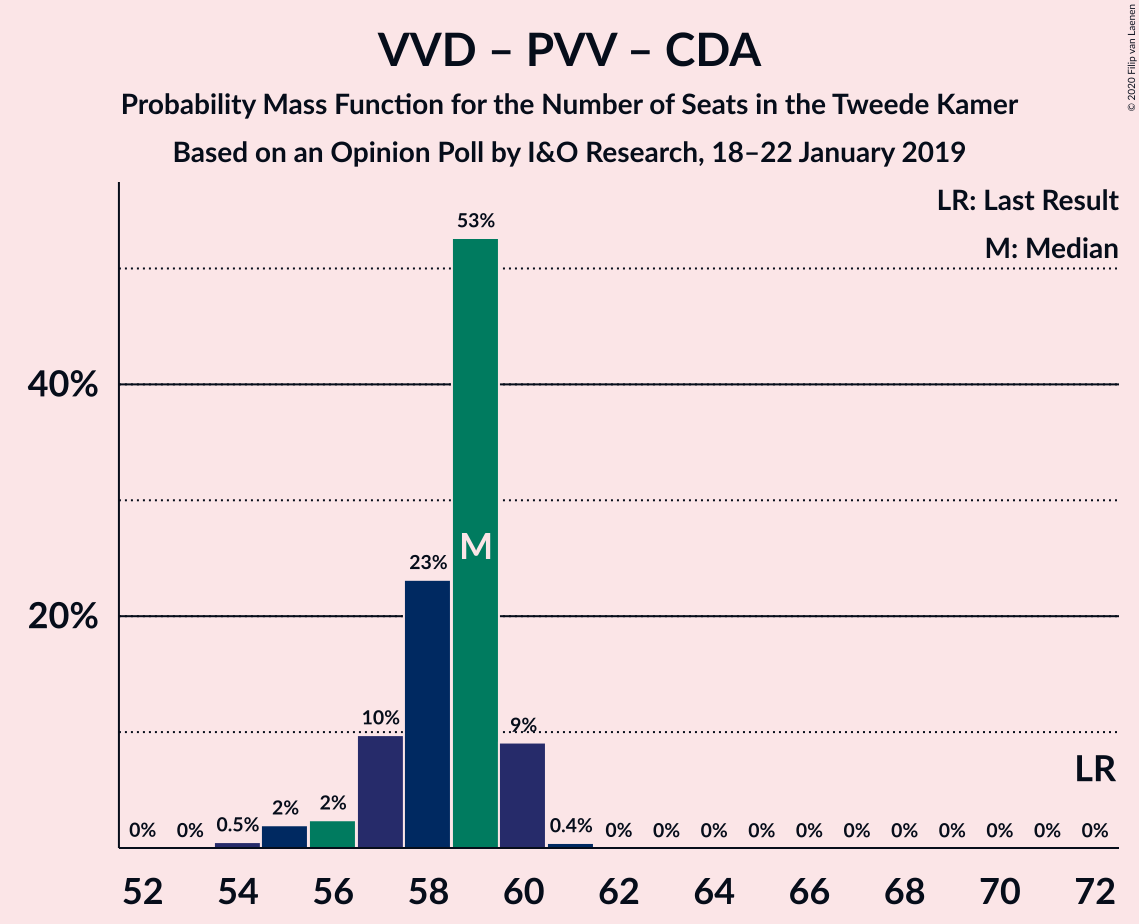 VVD – PVV – CDA
Probability Mass Function for the Number of Seats in the Tweede Kamer
Based on an Opinion Poll by I&O Research, 18–22 January 2019
© 2020 Filip van Laenen
LR: Last Result
M: Median
40%
20%
0% 0% 0.5% 2% 2% 10% 23% 53% 9% 0.4% 0% 0% 0% 0% 0% 0% 0% 0% 0% 0% 0%
M
LR
52 54 56 58 60 62 64 66 68 70 72